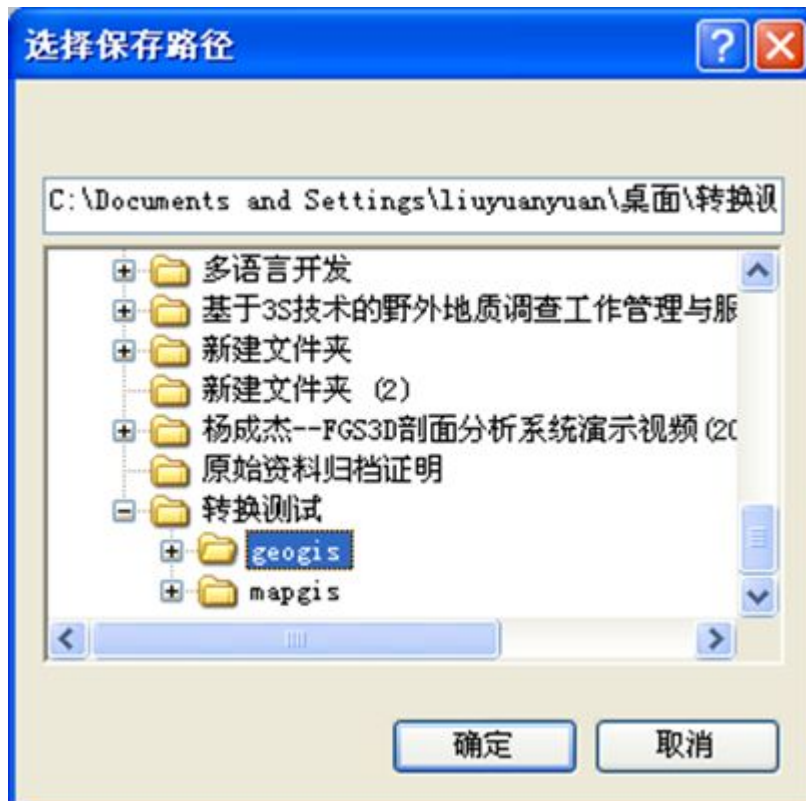 选择保存路径
C:\Documents and Settings\liuyuanyuan\桌面\转换测
多语言开发
基于3S技术的野外地质调查工作管理与服
新建文件夹
新建文件夹 (2)
杨成杰--FGS3D剖面分析系统演示视频(20
原始资料归档证明
转换测试
geogis
mapgis
确定 取消